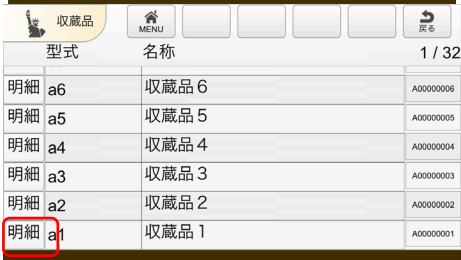 収蔵品 MENU 戻る
型式 名称 1 / 32
明細 a6 収蔵品６ A00000006
明細 a5 収蔵品５ A00000005
明細 a4 収蔵品４ A00000004
明細 a3 収蔵品３ A00000003
明細 a2 収蔵品２ A00000002
明細 a1 収蔵品１ A00000001